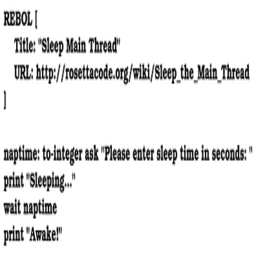 REBOL [
    Title: "Sleep Main Thread"
    URL: http://rosettacode.org/wiki/Sleep_the_Main_Thread
]

naptime: to-integer ask "Please enter sleep time in seconds: "
print "Sleeping..."
wait naptime
print "Awake!"